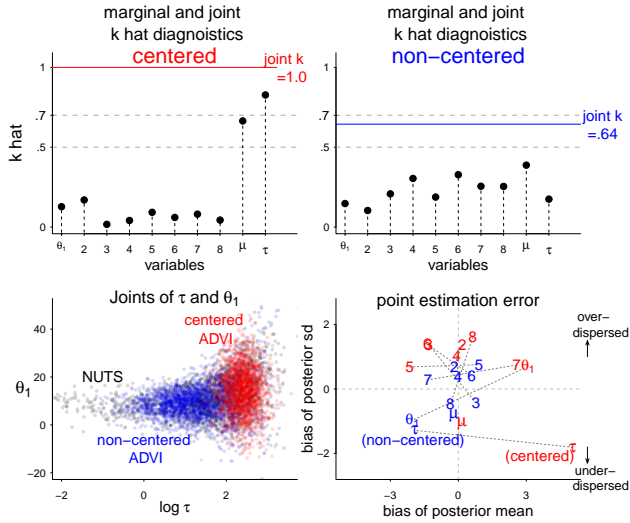 marginal and joint
k hat diagnostics
centered
joint k
=1.0
1
.7
.5
0
k hat
θ1 2 3 4 5 6 7 8 μ τ
variables
marginal and joint
k hat diagnostics
non−centered
joint k
=.64
1
.7
.5
0
θ1 2 3 4 5 6 7 8 μ τ
variables
Joints of τ and θ1
centered
ADVI
NUTS
non−centered
ADVI
θ1
40
20
0
−20
−2 0 2
log τ
point estimation error
over−
dispersed
2
0
−2
bias of posterior sd
8
2
4
5
7
θ1
2
5
7
4
6
8
3
μ
μ
θ1
τ
(non−centered)
τ
(centered)
under−
dispersed
−3 0 3
bias of posterior mean